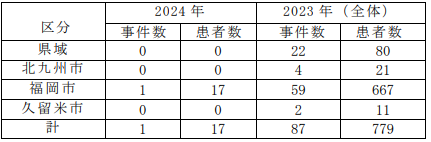 区分 2024 年 2023 年（全体）
事件数 患者数 事件数 患者数
県域 0 0 22 80
北九州市 0 0 4 21
福岡市 1 17 59 667
久留米市 0 0 2 11
計 1 17 87 779